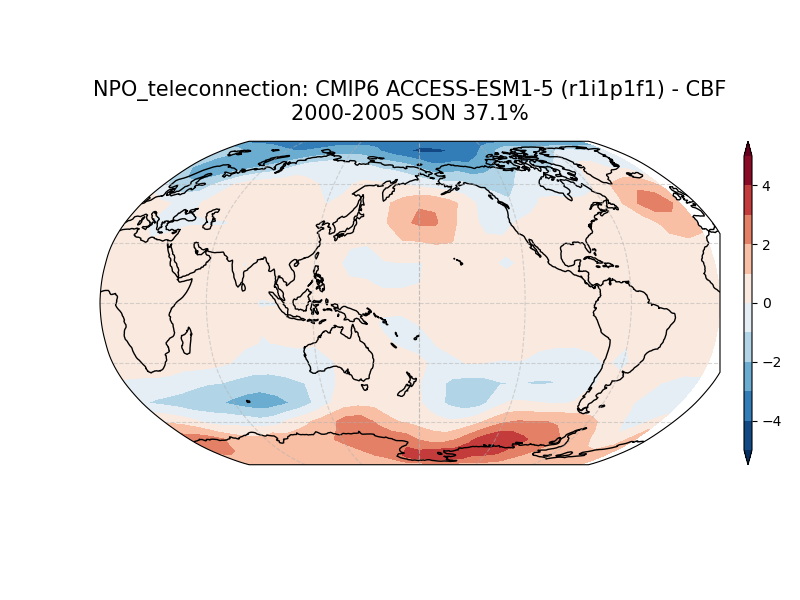 NPO_teleconnection: CMIP6 ACCESS-ESM1-5 (r1i1p1f1) - CBF
2000-2005 SON 37.1%
4
2
0
−2
−4